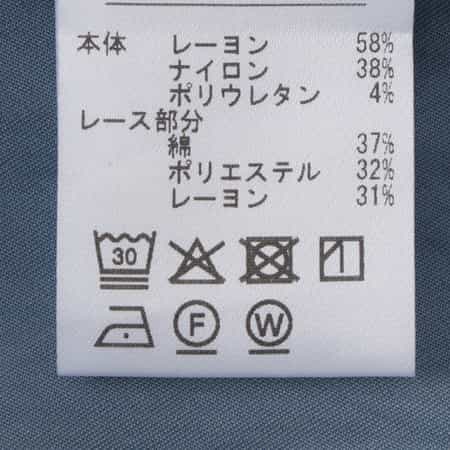 本体 レーヨン 58%
ナイロン 38%
ポリウレタン 4%
レース部分
綿 37%
ポリエステル 32%
レーヨン 31%
30
F W